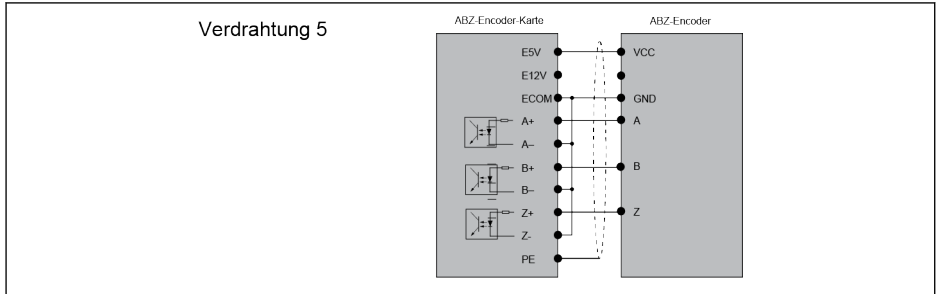 Verdrahtung 5
ABZ-Encoder-Karte ABZ-Encoder
E5V VCC
E12V
ECOM GND
A+ A
A–
B+ B
B–
Z+ Z
Z-
PE